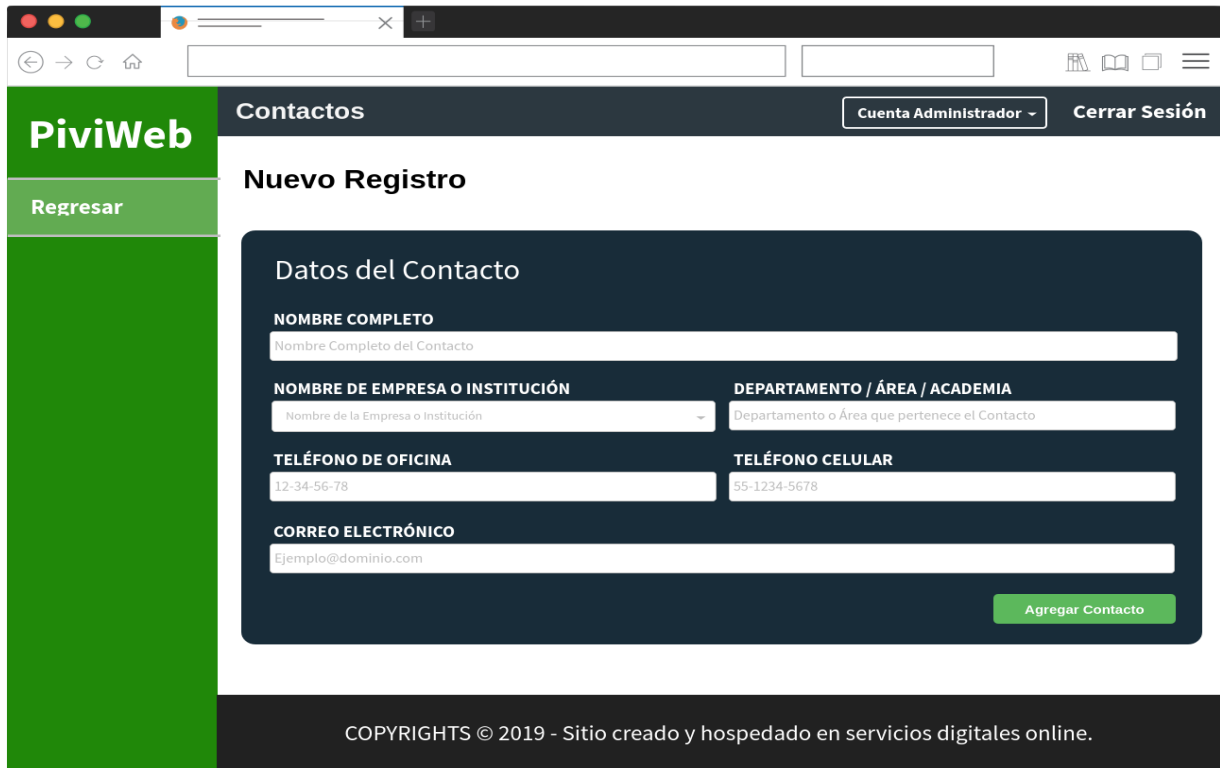 PiviWeb
Regresar
Contactos
Cuenta Administrador
Cerrar Sesión
Nuevo Registro
Datos del Contacto
NOMBRE COMPLETO
Nombre Completo del Contacto
NOMBRE DE EMPRESA O INSTITUCIÓN
Nombre de la Empresa o Institución
DEPARTAMENTO / ÁREA / ACADEMIA
Departamento o Área que pertenece el Contacto
TELÉFONO DE OFICINA
12-34-56-78
TELÉFONO CELULAR
55-1234-5678
CORREO ELECTRÓNICO
Ejemplo@dominio.com
Agregar Contacto
COPYRIGHTS © 2019 - Sitio creado y hospedado en servicios digitales online.